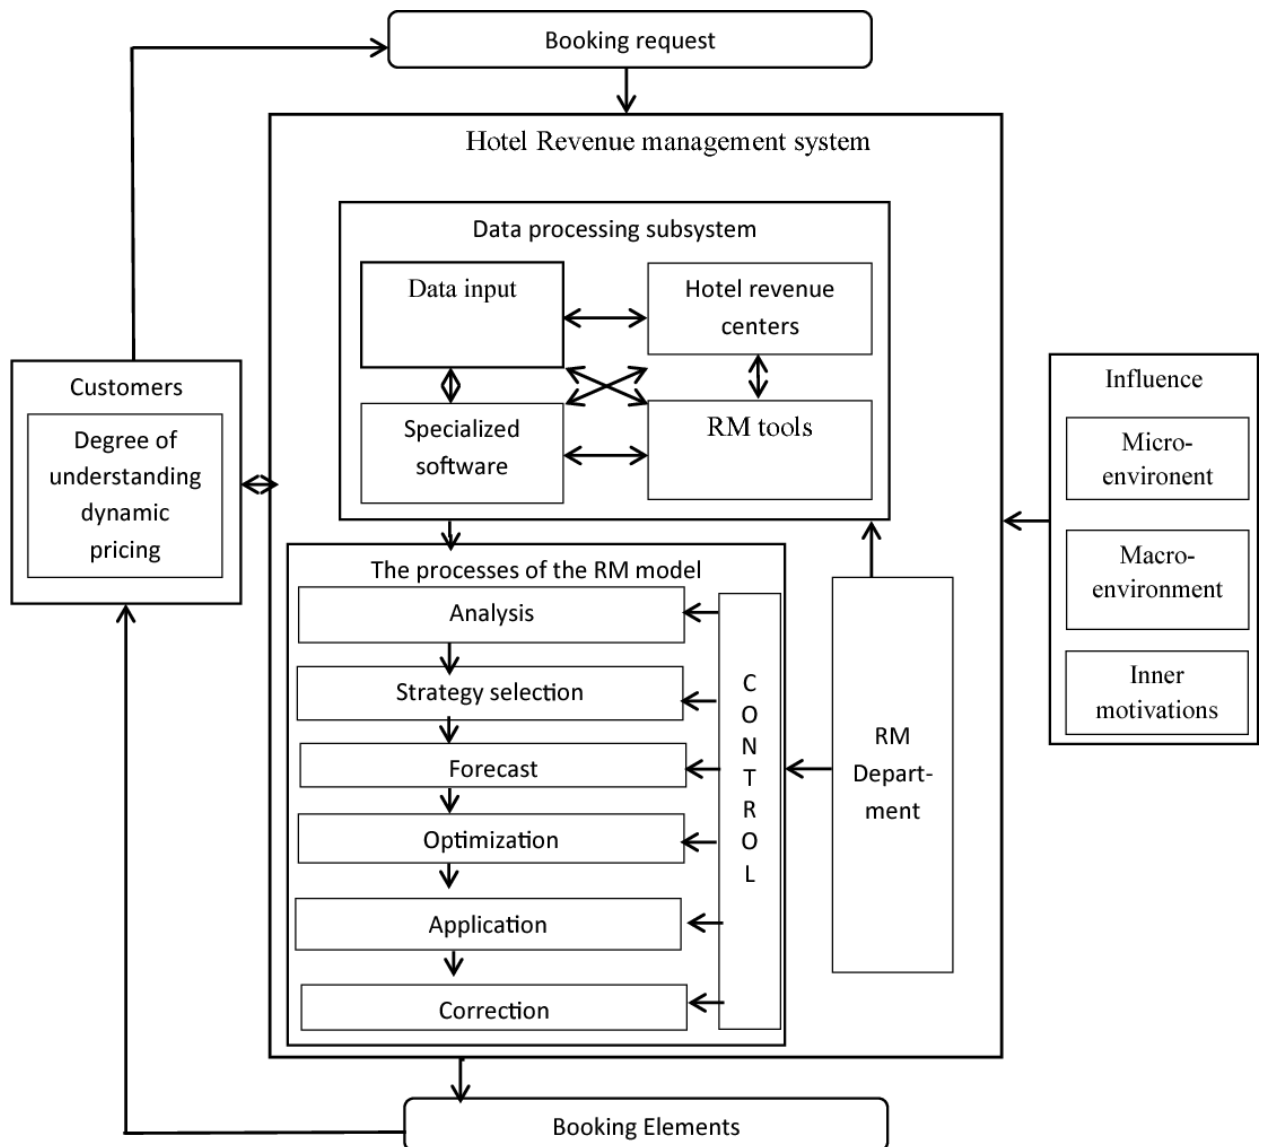 Booking request
Hotel Revenue management system
Data processing subsystem
Data input
Hotel revenue
centers
Specialized
software
RM tools
Customers
Degree of
understanding
dynamic
pricing
Influence
Micro-
environent
Macro-
environment
Inner
motivations
The processes of the RM model
Analysis
Strategy selection
Forecast
Optimization
Application
Correction
C
O
N
T
R
O
L
RM
Depart-
ment
Booking Elements